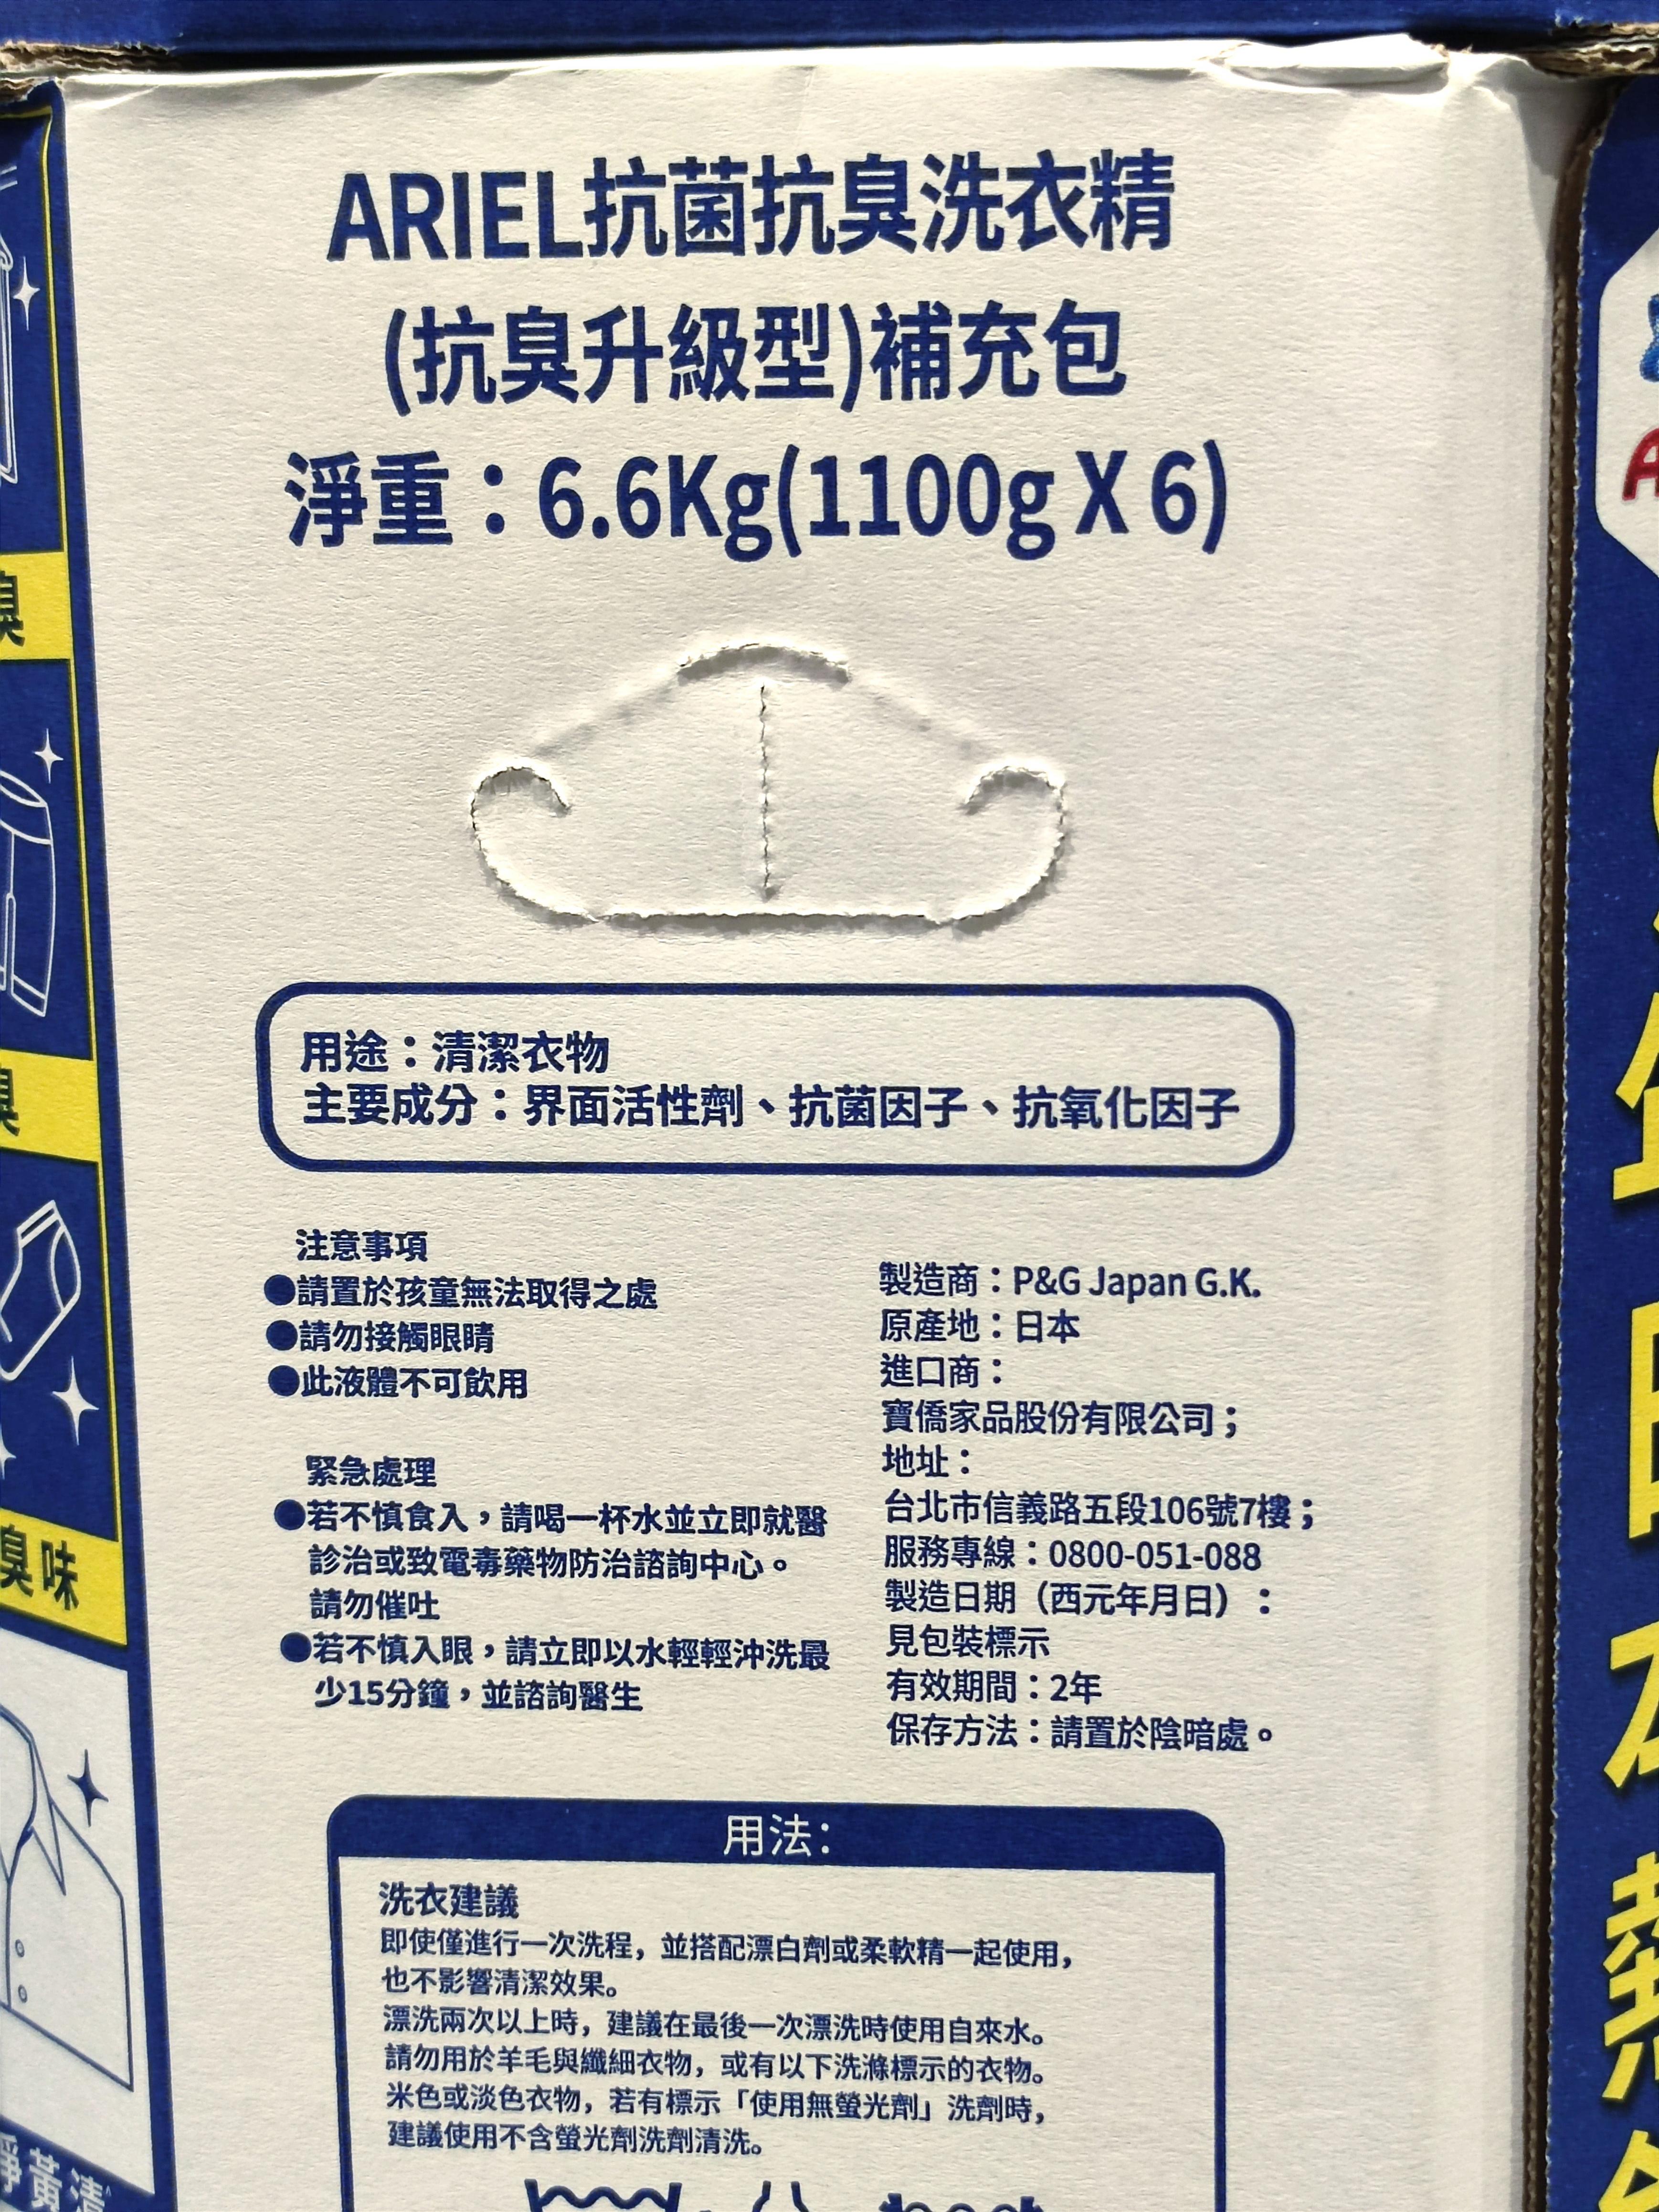 ARIEL抗菌抗臭洗衣精
(抗臭升級型)補充包
淨重：6.6Kg(1100g X 6)
用途：清潔衣物
主要成分：界面活性劑、抗菌因子、抗氧化因子
注意事項
●請置於孩童無法取得之處
●請勿接觸眼睛
●此液體不可飲用
緊急處理
●若不慎食入，請喝一杯水並立即就醫
診治或致電毒藥物防治諮詢中心。
請勿催吐
●若不慎入眼，請立即以水輕輕沖洗最
少15分鐘，並諮詢醫生
製造商：P&G Japan G.K.
原產地：日本
進口商：
寶僑家品股份有限公司；
地址：
台北市信義路五段106號7樓；
服務專線：0800-051-088
製造日期（西元年月日）：
見包裝標示
有效期間：2年
保存方法：請置於陰暗處。
用法：
洗衣建議
即使僅進行一次洗程，並搭配漂白劑或柔軟精一起使用，
也不影響清潔效果。
漂洗兩次以上時，建議在最後一次漂洗時使用自來水。
請勿用於羊毛與纖細衣物，或有以下洗滌標示的衣物。
米色或淡色衣物，若有標示「使用無螢光劑」洗劑時，
建議使用不含螢光劑洗劑清洗。
臭
臭味
淨黃漬
日本